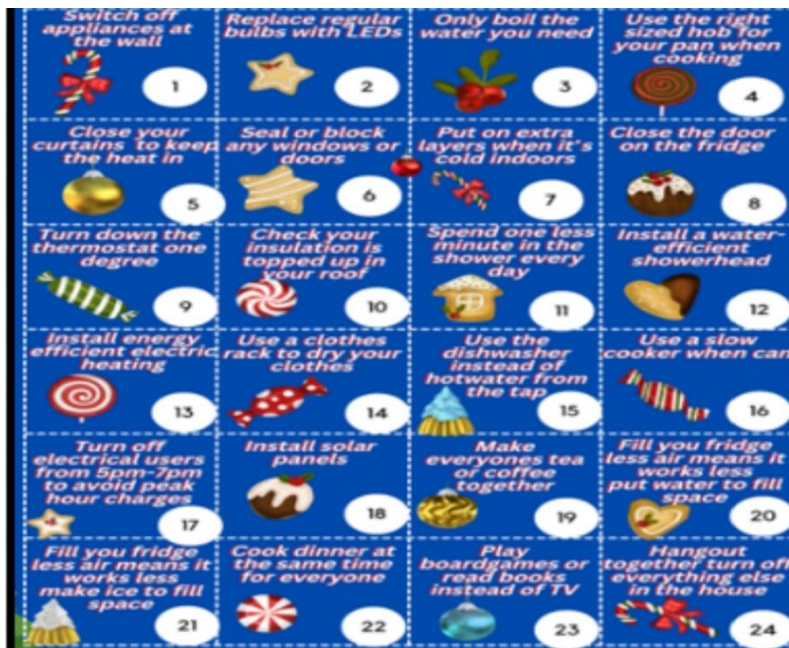 Switch off
appliances at
the wall
1
Replace regular
bulbs with LEDs
2
Only boil the
water you need
3
Use the right
sized hob for
your pan when
cooking
4
Close your
curtains to keep
the heat in
5
Seal or block
any windows or
doors
6
Put on extra
layers when it's
cold indoors
7
Close the door
on the fridge
8
Turn down the
thermostat one
degree
9
Check your
insulation is
topped up in
your roof
10
Spend one less
minute in the
shower every
day
11
Install a water-
efficient
showerhead
12
Install energy
efficient electric
heating
13
Use a clothes
rack to dry your
clothes
14
Use the
dishwasher
instead of
hotwater from
the tap
15
Use a slow
cooker when can
16
Turn off
electrical users
from 5pm-7pm
to avoid peak
hour charges
17
Install solar
panels
18
Make
everyones tea
or coffee
together
19
Fill you fridge
less air means it
works less
put water to fill
space
20
Fill you fridge
less air means it
works less
make ice to fill
space
21
Cook dinner at
the same time
for everyone
22
Play
boardgames or
read books
instead of TV
23
Hangout
together turn off
everything else
in the house
24